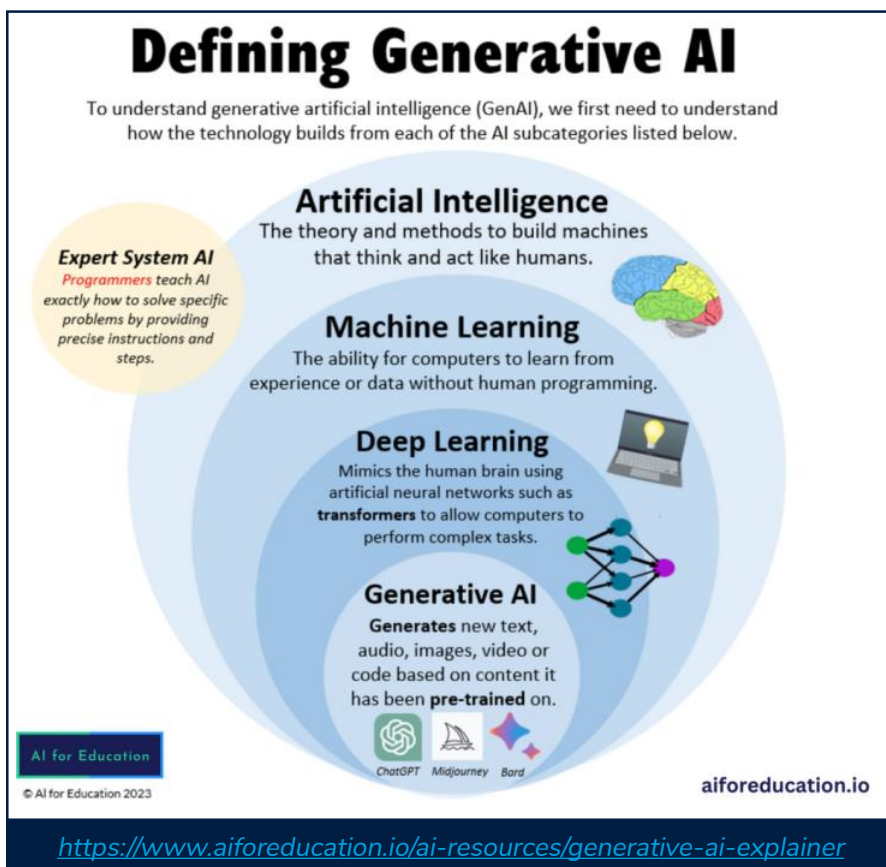 Defining Generative AI
To understand generative artificial intelligence (GenAI), we first need to understand
how the technology builds from each of the AI subcategories listed below.
Artificial Intelligence
The theory and methods to build machines
that think and act like humans.
Expert System AI
Programmers teach AI
exactly how to solve specific
problems by providing
precise instructions and
steps.
Machine Learning
The ability for computers to learn from
experience or data without human programming.
Deep Learning
Mimics the human brain using
artificial neural networks such as
transformers to allow computers to
perform complex tasks.
Generative AI
Generates new text,
audio, images, video or
code based on content it
has been pre-trained on.
ChatGPT Midjourney Bard
AI for Education
© AI for Education 2023
aiforeducation.io
https://www.aiforeducation.io/ai-resources/generative-ai-explainer